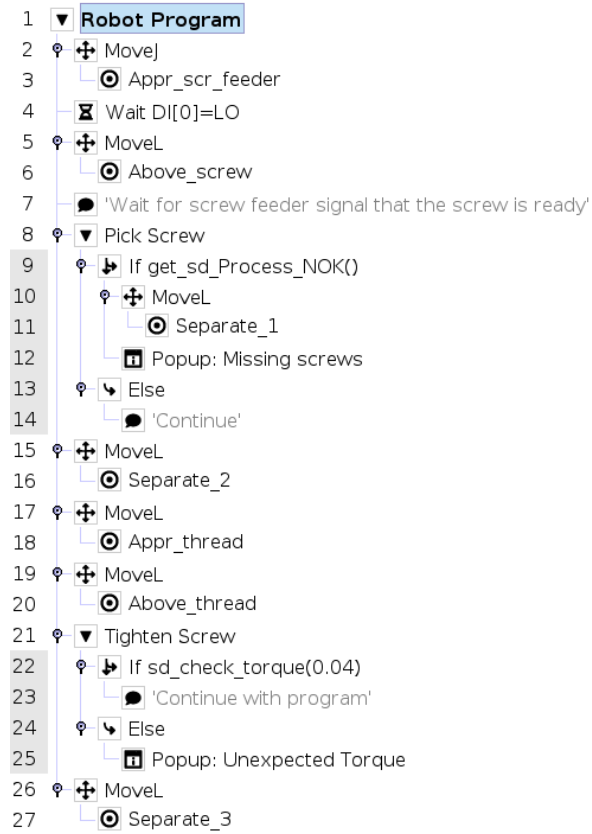 1 Robot Program
2 MoveJ
3 Appr_scr_feeder
4 Wait DI[0]=LO
5 MoveL
6 Above_screw
7 'Wait for screw feeder signal that the screw is ready'
8 Pick Screw
9 If get_sd_Process_NOK()
10 MoveL
11 Separate_1
12 Popup: Missing screws
13 Else
14 'Continue'
15 MoveL
16 Separate_2
17 MoveL
18 Appr_thread
19 MoveL
20 Above_thread
21 Tighten Screw
22 If sd_check_torque(0.04)
23 'Continue with program'
24 Else
25 Popup: Unexpected Torque
26 MoveL
27 Separate_3